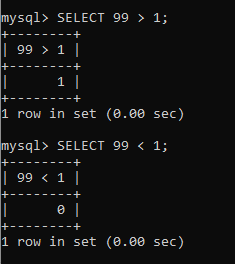 mysql> SELECT 99 > 1;
+--------+
| 99 > 1 |
+--------+
|      1 |
+--------+
1 row in set (0.00 sec)

mysql> SELECT 99 < 1;
+--------+
| 99 < 1 |
+--------+
|      0 |
+--------+
1 row in set (0.00 sec)